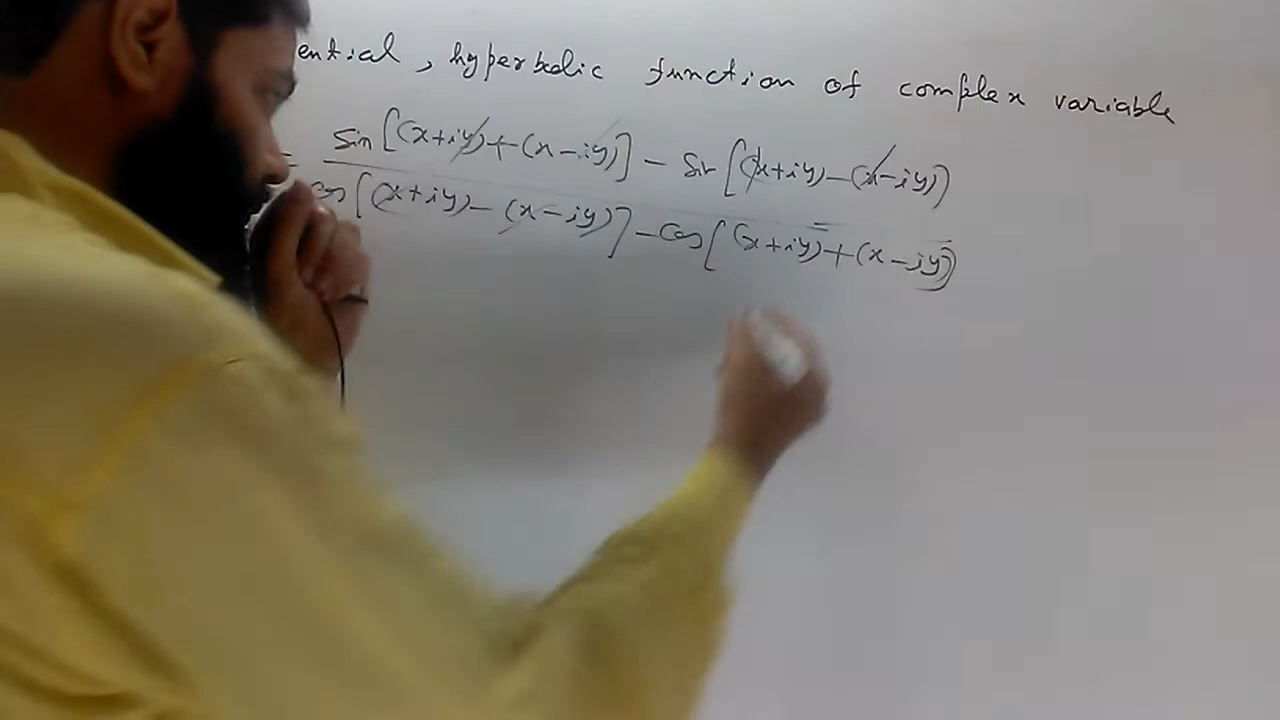 ential, hyperbolic function of complex variable
= sin[(x+iy)+(x-iy)] - sin[(x+iy)-(x-iy)]
cos[(x+iy)-(x-iy)] - cos[(x+iy)+(x-iy)]